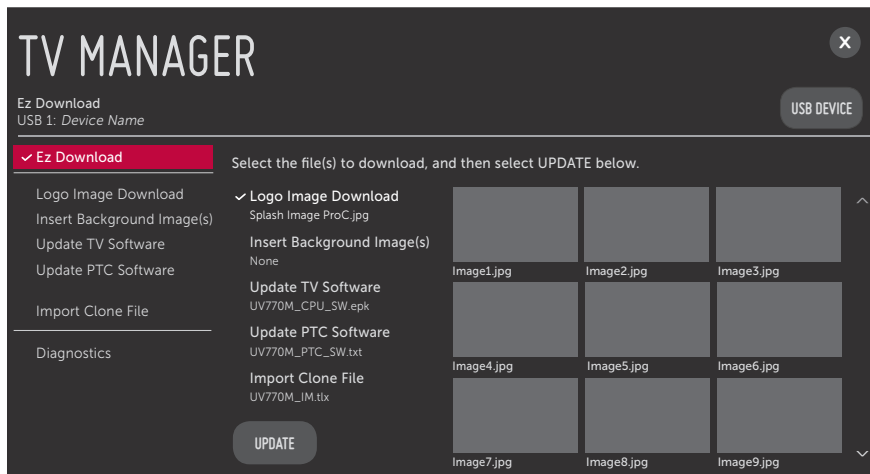 TV MANAGER
X
Ez Download
USB 1: Device Name
USB DEVICE
Ez Download
Logo Image Download
Insert Background Image(s)
Update TV Software
Update PTC Software
Import Clone File
Diagnostics
Select the file(s) to download, and then select UPDATE below.
Logo Image Download
Splash Image ProC.jpg
Insert Background Image(s)
None
Update TV Software
UV770M_CPU_SW.epk
Update PTC Software
UV770M_PTC_SW.txt
Import Clone File
UV770M_IM.tlx
UPDATE
Image1.jpg
Image2.jpg
Image3.jpg
Image4.jpg
Image5.jpg
Image6.jpg
Image7.jpg
Image8.jpg
Image9.jpg